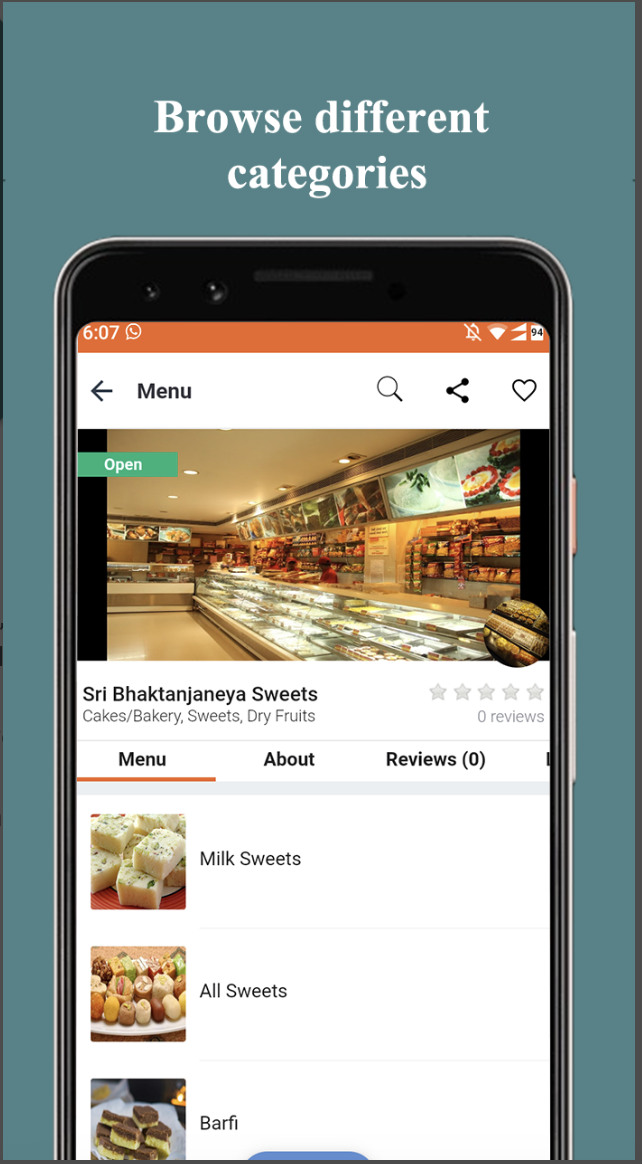 Browse different
categories
6:07
94
Menu
Open
Sri Bhaktanjaneya Sweets
Cakes/Bakery, Sweets, Dry Fruits
0 reviews
Menu
About
Reviews (0)
Milk Sweets
All Sweets
Barfi